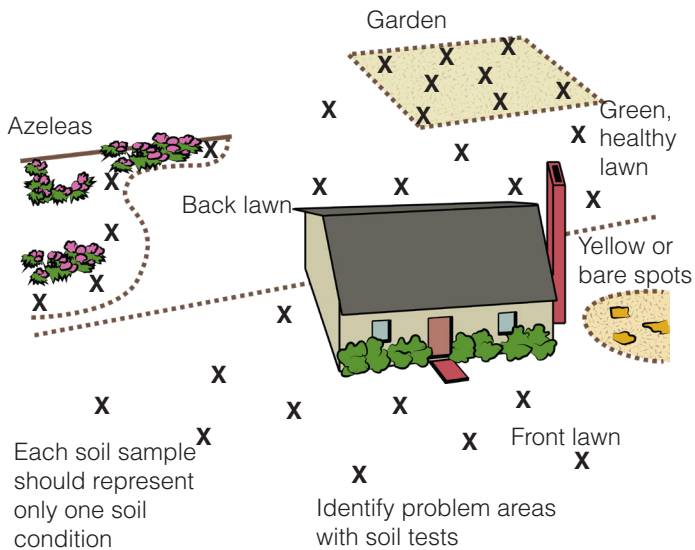 Garden
Azeleas
Green,
healthy
lawn
Back lawn
Yellow or
bare spots
Front lawn
Each soil sample
should represent
only one soil
condition
Identify problem areas
with soil tests
X X X X X X X X X X X X X X X X X X X X X X X X X X X X X X X X